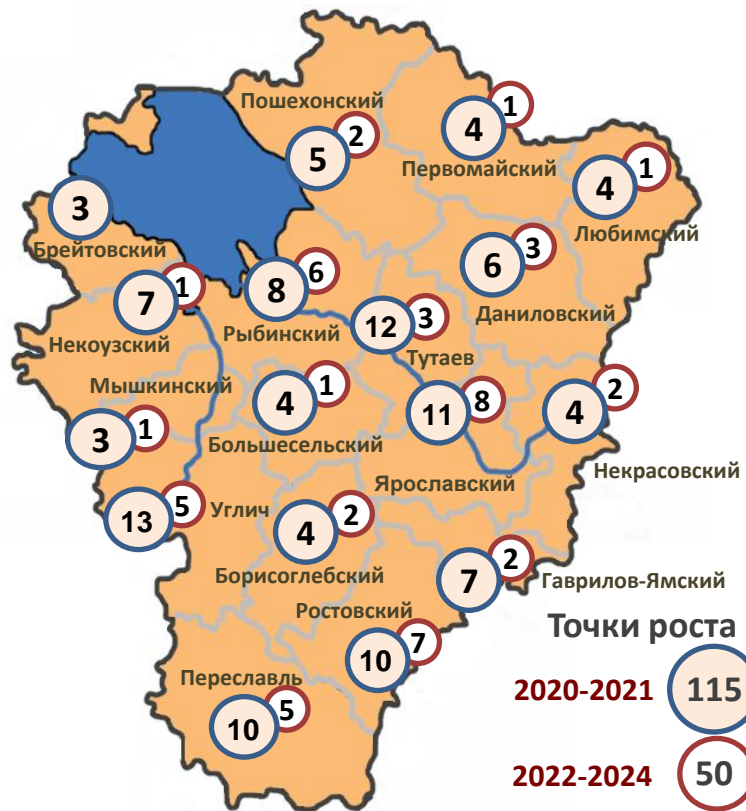 Пошехонский
5
2
4
1
Первомайский
4
1
Любимский
3
Брейтовский
6
3
Даниловский
7
1
Некоузский
8
6
Рыбинский
12
3
Тутаев
Мышкинский
3
1
4
1
Большесельский
11
8
Ярославский
4
2
Некрасовский
13
5
Углич
4
2
Борисоглебский
7
2
Гаврилов-Ямский
Ростовский
10
7
Переславль
10
5
Точки роста
2020-2021 115
2022-2024 50